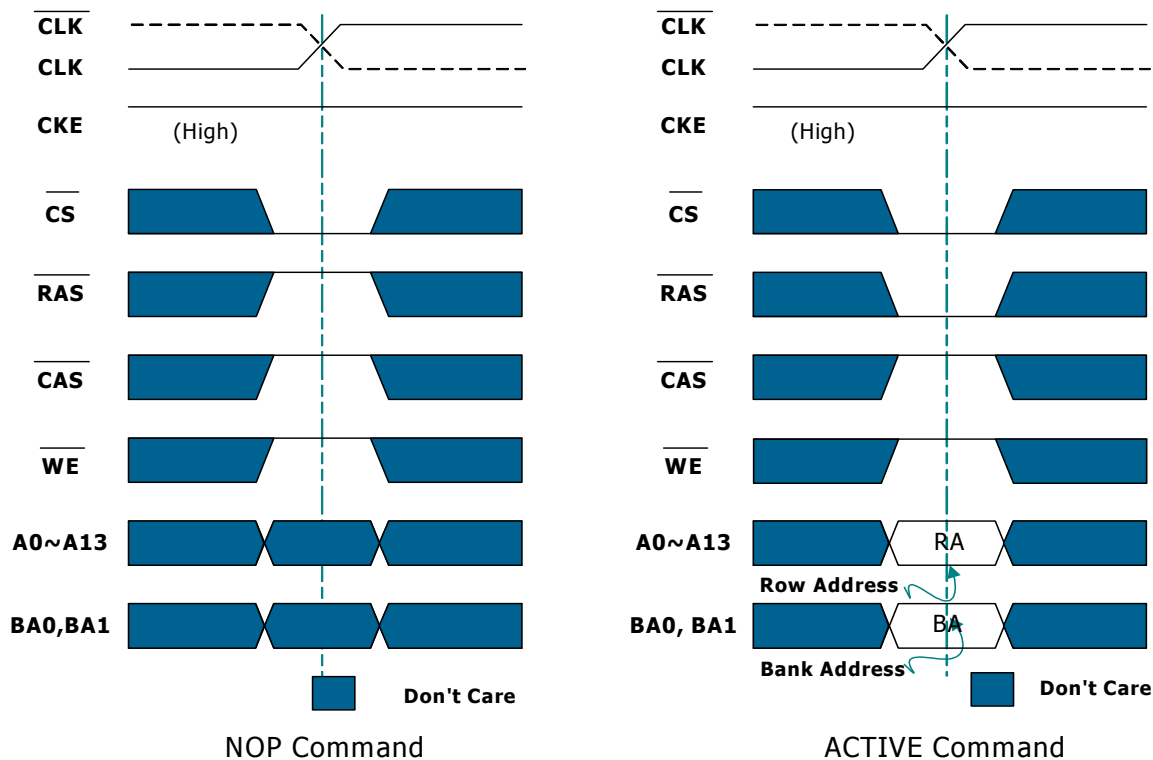 CLK
CLK
CKE
(High)
CS
RAS
CAS
WE
A0~A13
BA0,BA1
Don't Care
NOP Command
CLK
CLK
CKE
(High)
CS
RAS
CAS
WE
A0~A13
RA
Row Address
BA0, BA1
BA
Bank Address
Don't Care
ACTIVE Command